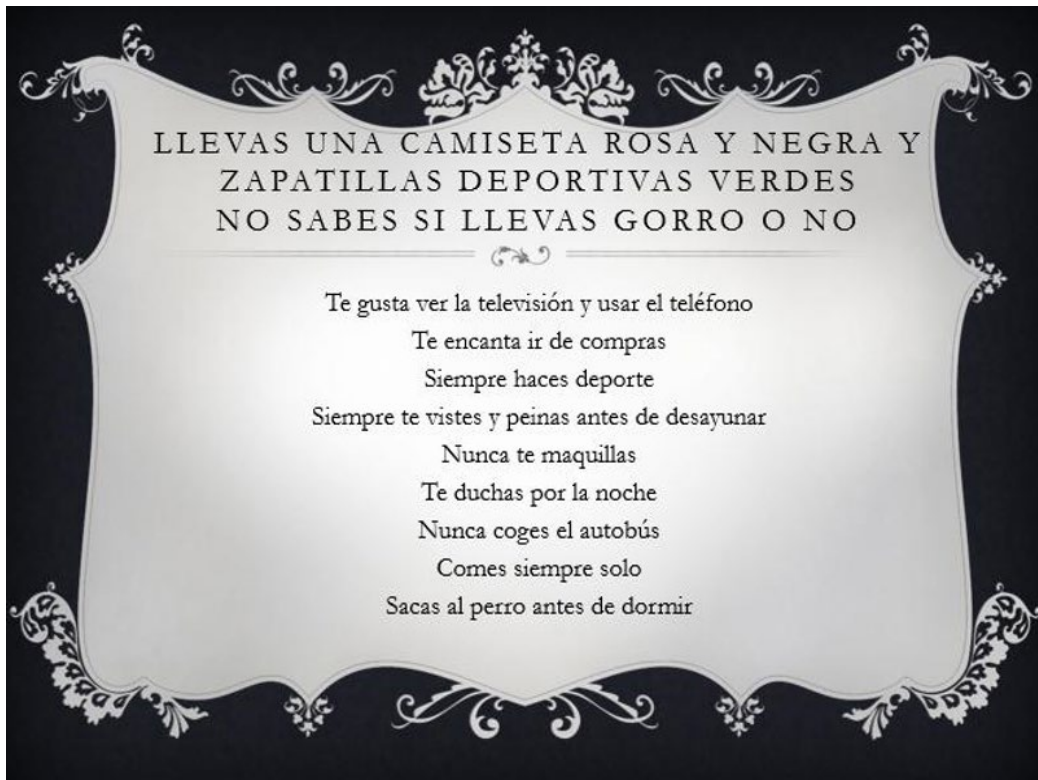 LLEVAS UNA CAMISETA ROSA Y NEGRA Y
ZAPATILLAS DEPORTIVAS VERDES
NO SABES SI LLEVAS GORRO O NO
Te gusta ver la televisión y usar el teléfono
Te encanta ir de compras
Siempre haces deporte
Siempre te vistes y peinas antes de desayunar
Nunca te maquillas
Te duchas por la noche
Nunca coges el autobús
Comes siempre solo
Sacas al perro antes de dormir